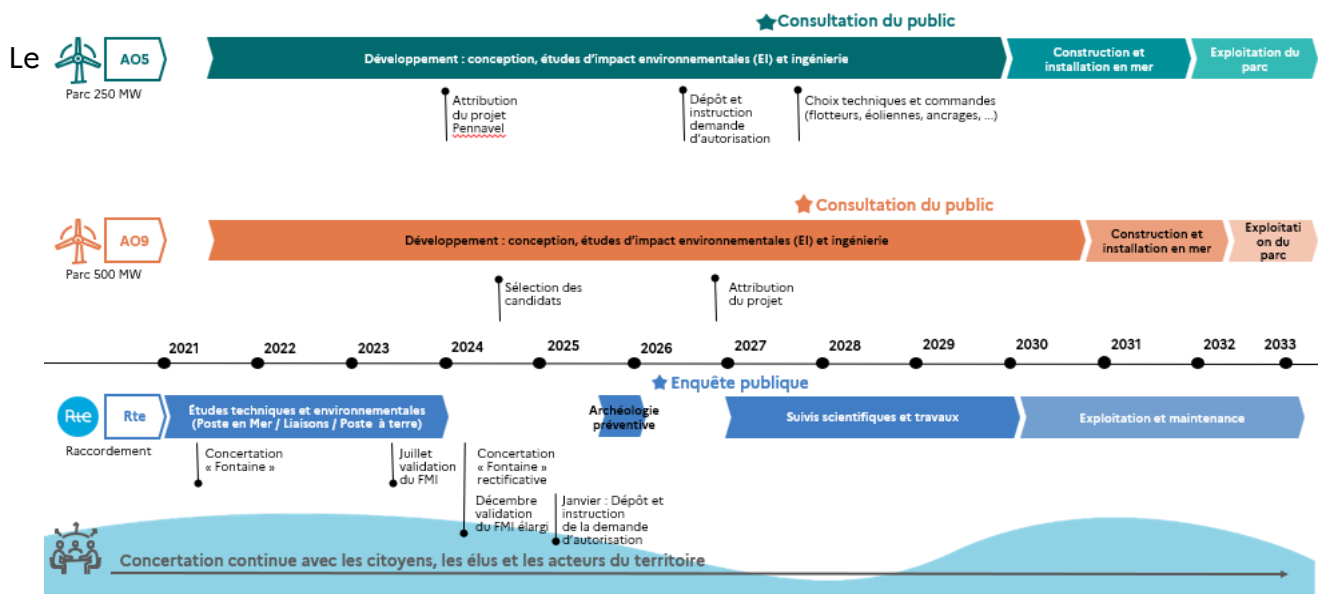 Consultation du public
Le
AO5
Développement : conception, études d'impact environnementales (EI) et ingénierie
Construction et
installation en mer
Exploitation du
parc
Parc 250 MW
Attribution
du projet
Pennavel
Dépôt et
instruction
demande
d'autorisation
Choix techniques et commandes
(flotteurs, éoliennes, ancrages, ...)
Consultation du public
AO9
Développement : conception, études d'impact environnementales (EI) et ingénierie
Construction et
installation en mer
Exploitati
on du
parc
Parc 500 MW
Sélection des
candidats
Attribution
du projet
2021 2022 2023 2024 2025 2026 2027 2028 2029 2030 2031 2032 2033
Enquête publique
Rte
Rte
Études techniques et environnementales
(Poste en Mer / Liaisons / Poste à terre)
Archéologie
préventive
Suivis scientifiques et travaux
Exploitation et maintenance
Raccordement
Concertation
« Fontaine »
Juillet
validation
du FMI
Concertation
« Fontaine »
rectificative
Décembre
validation
du FMI élargi
Janvier : Dépôt et
instruction
de la demande
d'autorisation
Concertation continue avec les citoyens, les élus et les acteurs du territoire